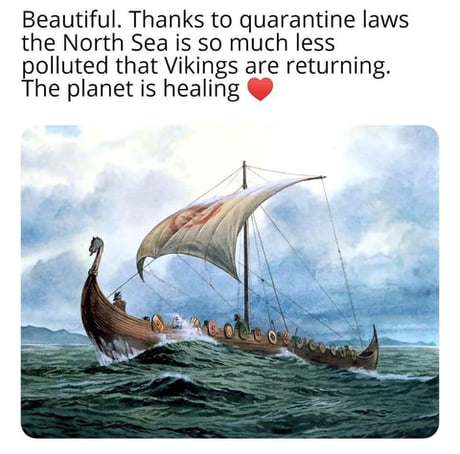 Beautiful. Thanks to quarantine laws
the North Sea is so much less
polluted that Vikings are returning.
The planet is healing ♥️